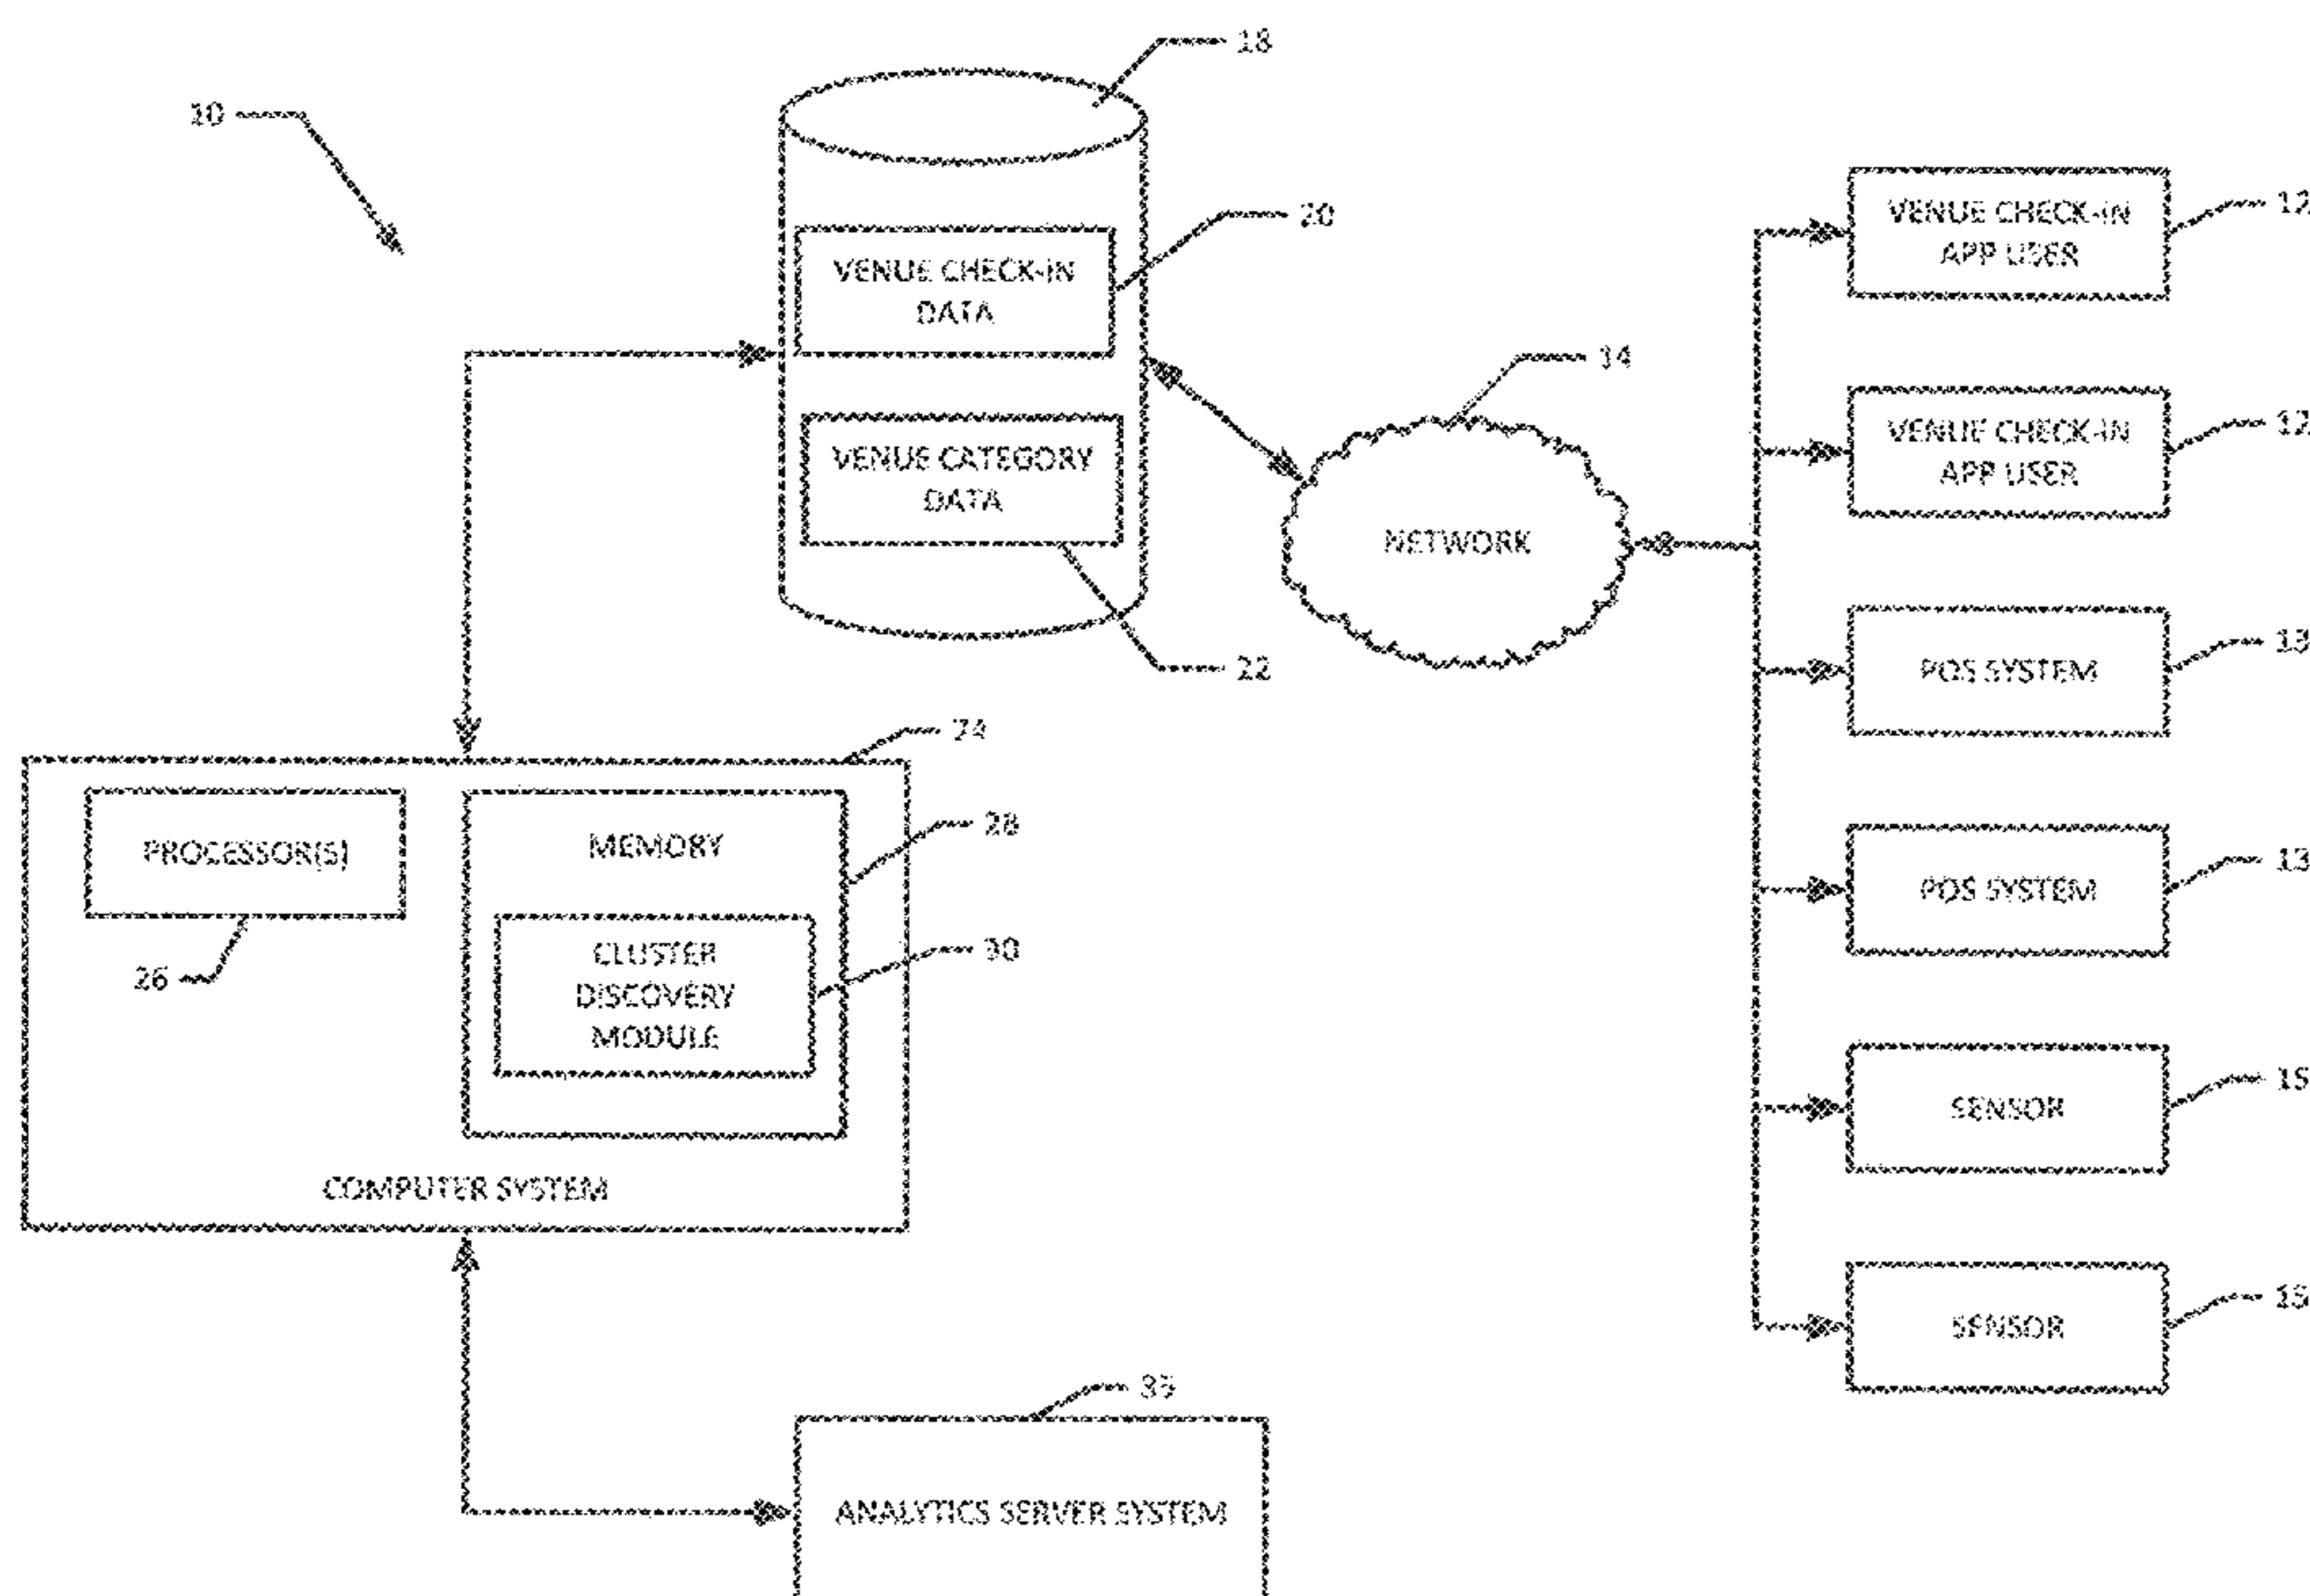 18
10
20
VENUE CHECK-IN
DATA
VENUE CATEGORY
DATA
22
14
NETWORK
VENUE CHECK-IN
APP USER
12
VENUE CHECK-IN
APP USER
12
POS SYSTEM
13
POS SYSTEM
13
SENSOR
15
SENSOR
15
24
PROCESSOR(S)
26
MEMORY
28
CLUSTER
DISCOVERY
MODULE
30
COMPUTER SYSTEM
35
ANALYTICS SERVER SYSTEM